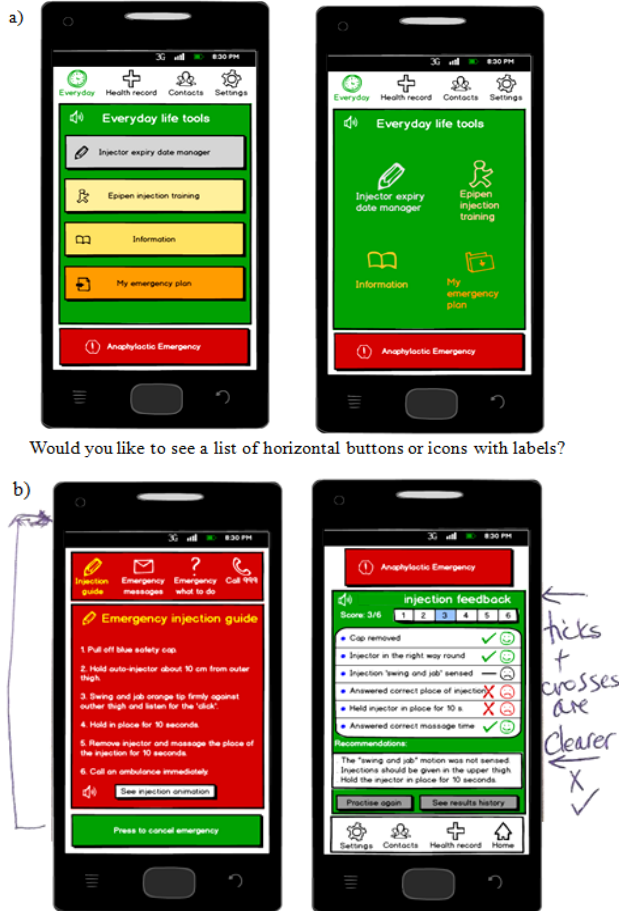 a)
3G 8:30 PM
Everyday Health record Contacts Settings
Everyday life tools
Injector expiry date manager
Epipen injection training
Information
My emergency plan
Anaphylactic Emergency
3G 8:30 PM
Everyday Health record Contacts Settings
Everyday life tools
Injector expiry
date manager
Epipen
injection
training
Information
My
emergency
plan
Anaphylactic Emergency
Would you like to see a list of horizontal buttons or icons with labels?
b)
3G 8:30 PM
Injection
guide
Emergency
messages
Emergency
what to do
Call 999
Emergency injection guide
1. Pull off blue safety cap.
2. Hold auto-injector about 10 cm from outer
thigh.
3. Swing and jab orange tip firmly against
outher thigh and listen for the 'click'.
4. Hold in place for 10 seconds.
5. Remove injector and massage the place of
the injection for 10 seconds.
6. Call an ambulance immediately.
See injection animation
Press to cancel emergency
3G 8:30 PM
Anaphylactic Emergency
injection feedback
Score: 3/6 1 2 3 4 5 6
Cap removed
Injector in the right way round
Injection 'swing and jab' sensed
Answered correct place of injection
Held injector in place for 10 s.
Answered correct massage time
Recommendations:
The "swing and jab" motion was not sensed.
Injections should be given in the upper thigh.
Hold the injector in place for 10 seconds.
Practise again See results history
Settings Contacts Health record Home
ticks
+
crosses
are
clearer